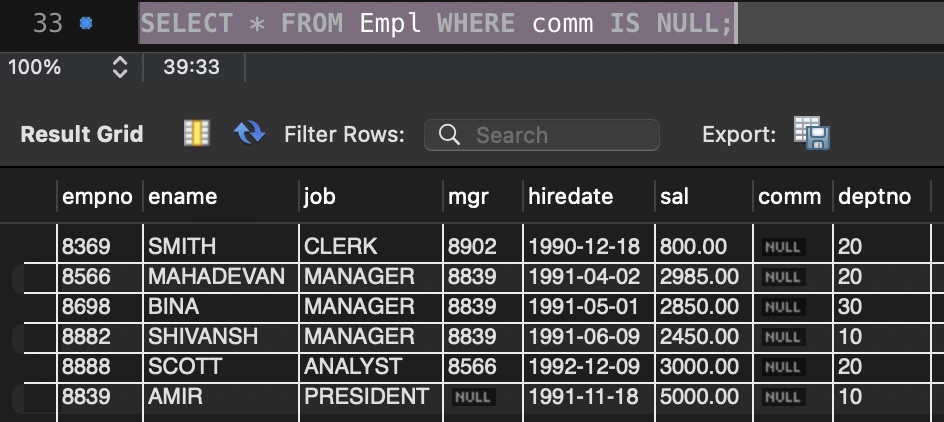 33 SELECT * FROM Empl WHERE comm IS NULL;
100% 39:33
Result Grid Filter Rows: Search Export:
empno ename job mgr hiredate sal comm deptno
8369 SMITH CLERK 8902 1990-12-18 800.00 NULL 20
8566 MAHADEVAN MANAGER 8839 1991-04-02 2985.00 NULL 20
8698 BINA MANAGER 8839 1991-05-01 2850.00 NULL 30
8882 SHIVANSH MANAGER 8839 1991-06-09 2450.00 NULL 10
8888 SCOTT ANALYST 8566 1992-12-09 3000.00 NULL 20
8839 AMIR PRESIDENT NULL 1991-11-18 5000.00 NULL 10